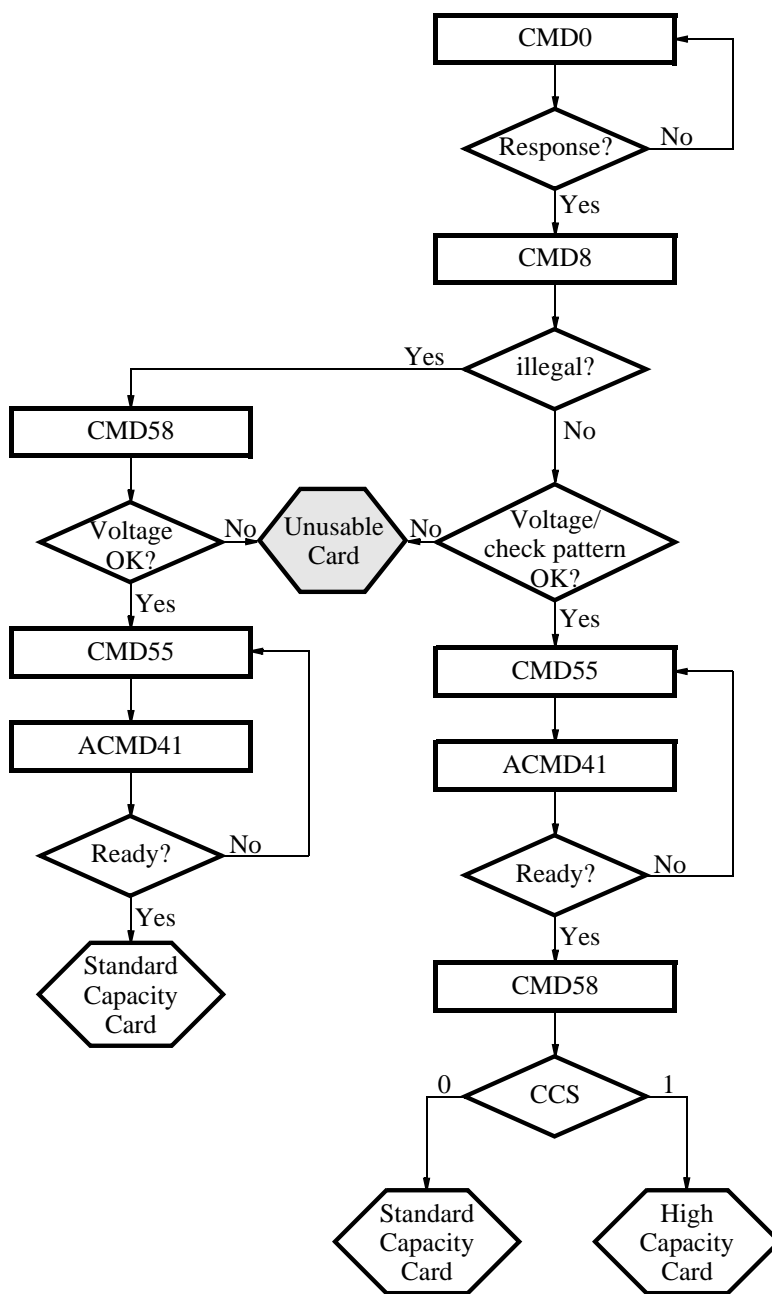 CMD0
Response?
No
Yes
CMD8
illegal?
Yes
No
CMD58
Voltage
OK?
No
Unusable
Card
No
Voltage/
check pattern
OK?
Yes
Yes
CMD55
CMD55
ACMD41
ACMD41
Ready?
No
Ready?
No
Yes
Yes
Standard
Capacity
Card
CMD58
0
CCS
1
Standard
Capacity
Card
High
Capacity
Card